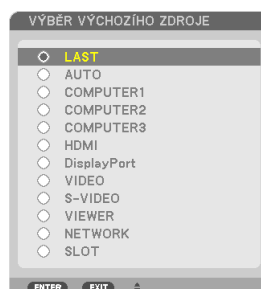 VÝBĚR VÝCHOZÍHO ZDROJE
LAST
AUTO
COMPUTER1
COMPUTER2
COMPUTER3
HDMI
DisplayPort
VIDEO
S-VIDEO
VIEWER
NETWORK
SLOT
ENTER EXIT